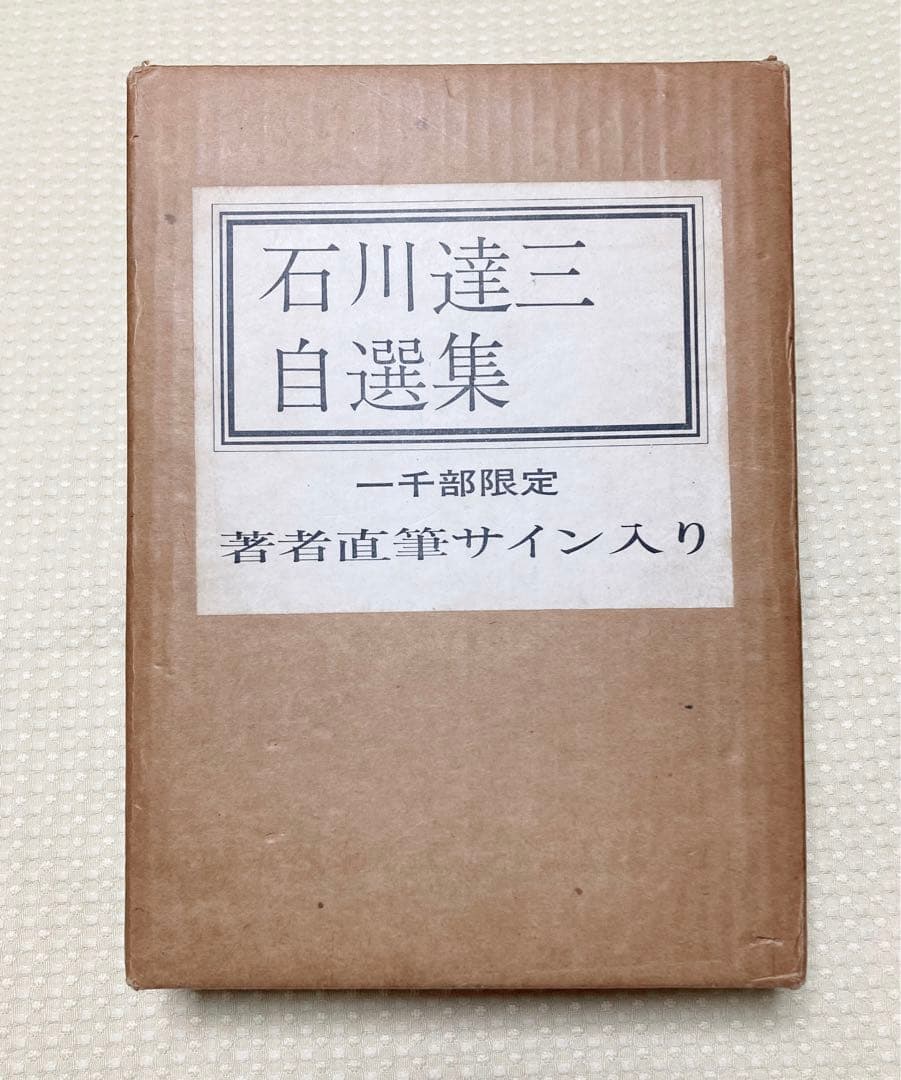 石川達三
自選集
一千部限定
著者直筆サイン入り